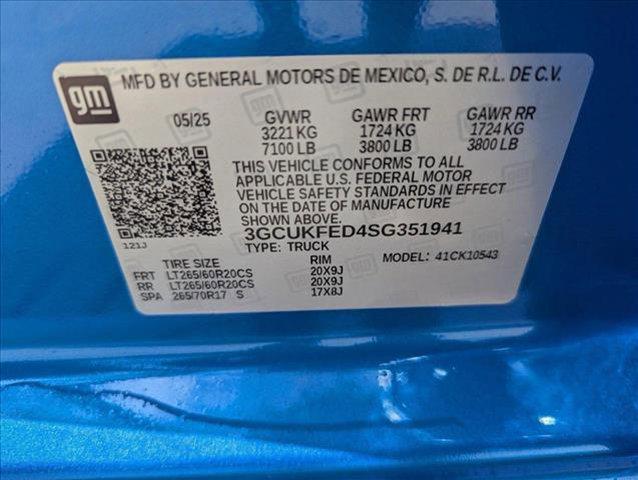 gm
MFD BY GENERAL MOTORS DE MEXICO, S. DE R.L. DE C.V.
05/25 GVWR GAWR FRT GAWR RR
3221 KG 1724 KG 1724 KG
7100 LB 3800 LB 3800 LB
THIS VEHICLE CONFORMS TO ALL
APPLICABLE U.S. FEDERAL MOTOR
VEHICLE SAFETY STANDARDS IN EFFECT
ON THE DATE OF MANUFACTURE
SHOWN ABOVE.
121J 3GCUKFED4SG351941
TYPE: TRUCK MODEL: 41CK10543
TIRE SIZE RIM
FRT LT265/60R20CS 20X9J
RR LT265/60R20CS 20X9J
SPA 265/70R17 S 17X8J